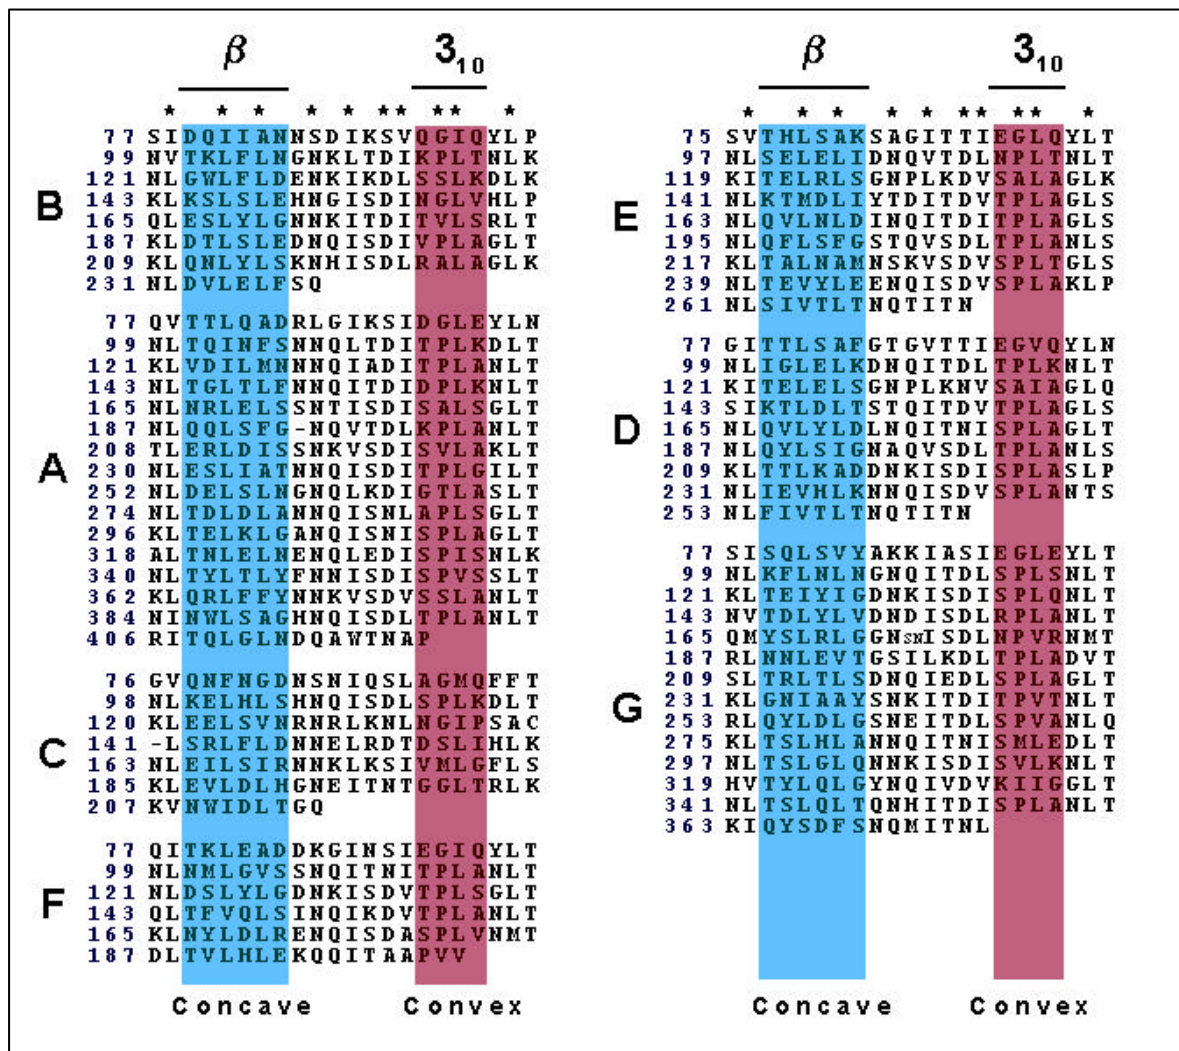 β 3₁₀
* * * * * * * * * *
B
77 SIDQIIANNSDIKSVQGIQYLP
99 NVTKLFLNGNKLTDIKPLTNLK
121 NLGWLFLDENKIKDLSSLKDLK
143 KLKSLSLEHNGISDINGLVHLP
165 QLESLYLGNNKITDITVLSRLT
187 KLDTLSLEDNQISDIVPLAGLT
209 KLQNLYLSKNHISDLRALAGLK
231 NLDVLELFSQ
A
77 QVTTLQADRLGIKSIDGLEYLN
99 NLTQINFSNNQLTDITPLKDLT
121 KLVDILMNNNQIADITPLANLT
143 NLTGLTLFNNQITDIDPLKNLT
165 NLNRLELSSNTISDISALSGLT
187 NLQQLSFG-NQVTDLKPLANLT
208 TLERLDISSNKVSDISVLAKLT
230 NLESLIATNNQISDITPLGILT
252 NLDELSLNGNQLKDIGTLASLT
274 NLTDLDLANNQISNLAPLSGLT
296 KLTELKLGANQISNISPLAGLT
318 ALTNLELNENQLEDISPISNLK
340 NLTYLTLYFNNISDISPVSSLT
362 KLQRLFFYNNKVSDVSSLANLT
384 NINWLSAGHNQISDLTPLANLT
406 RITQLGLNDQAWTNAP
C
76 GVQNFNGDNSNIQSLAGMQFFT
98 NLKELHLSHNQISDLSPLKDLT
120 KLEELSVNRNRLKNLNGIPSAC
141 -LSRLFLDNNELRDTDSLIHLK
163 NLEILSIRNNKLKSIVMLGFLS
185 KLEVLDLHGNEITNTGGLTRLK
207 KVNWIDLTGQ
F
77 QITKLEADDKGINSIEGIQYLT
99 NLNMLGVSSNQITNITPLANLT
121 NLDSLYLGDNKISDVTPLSGLT
143 QLTFVQLSINQIKDVTPLANLT
165 KLNYLDLRENQISDASPLVNMT
187 DLTVLHLEKQQITAAPVV
Concave Convex
β 3₁₀
* * * * * * * * * *
E
75 SVTHLSAKSAGITTIEGLQYLT
97 NLSELELIDNQVTDLNPLTNLT
119 KITELRLSGNPLKDVSALAGLK
141 NLKTMDLIYTDITDVTPLAGLS
163 NLQVLNLDINQITDITPLAGLS
195 NLQFLSFGSTQVSDLTPLANLS
217 KLTALNAMNSKVSDVSPLTGLS
239 NLTEVYLEENQISDVSPLAKLP
261 NLSIVTLTNQTITN
D
77 GITTLSAFGTGVTTIEGVQYLN
99 NLIGLELKDNQITDLTPLKNLT
121 KITELELSGNPLKNVSAIAGLQ
143 SIKTLDLTSTQITDVTPLAGLS
165 NLQVLYLDLNQITNISPLAGLT
187 NLQYLSIGNAQVSDLTPLANLS
209 KLTTLKADDNKISDISPLASLP
231 NLIEVHLKNNQISDVSPLANTS
253 NLFIVTLTNQTITN
G
77 SISQLSVYAKKIASIEGLEYLT
99 NLKFLNLNGNQITDLSPLSNLT
121 KLTEIYIGDNKISDISPLQNLT
143 NVTDLYLVDNDISDLRPLANLT
165 QMYSLRLGGNSNISDLNPVRNMT
187 RLNNLEVTGSILKDLTPLADVT
209 SLTRLTLSDNQIEDLSPLAGLT
231 KLGNIAAYSNKITDITPVTNLT
253 RLQYLDLGSNEITDLSPVANLQ
275 KLTSLHLANNQITNISMLEDLT
297 NLTSLGLQNNKISDISVLKNLT
319 HVTYLQLGYNQIVDVKIIGGLT
341 NLTSLQLTQNHITDISPLANLT
363 KIQYSDFSNQMITNL
Concave Convex